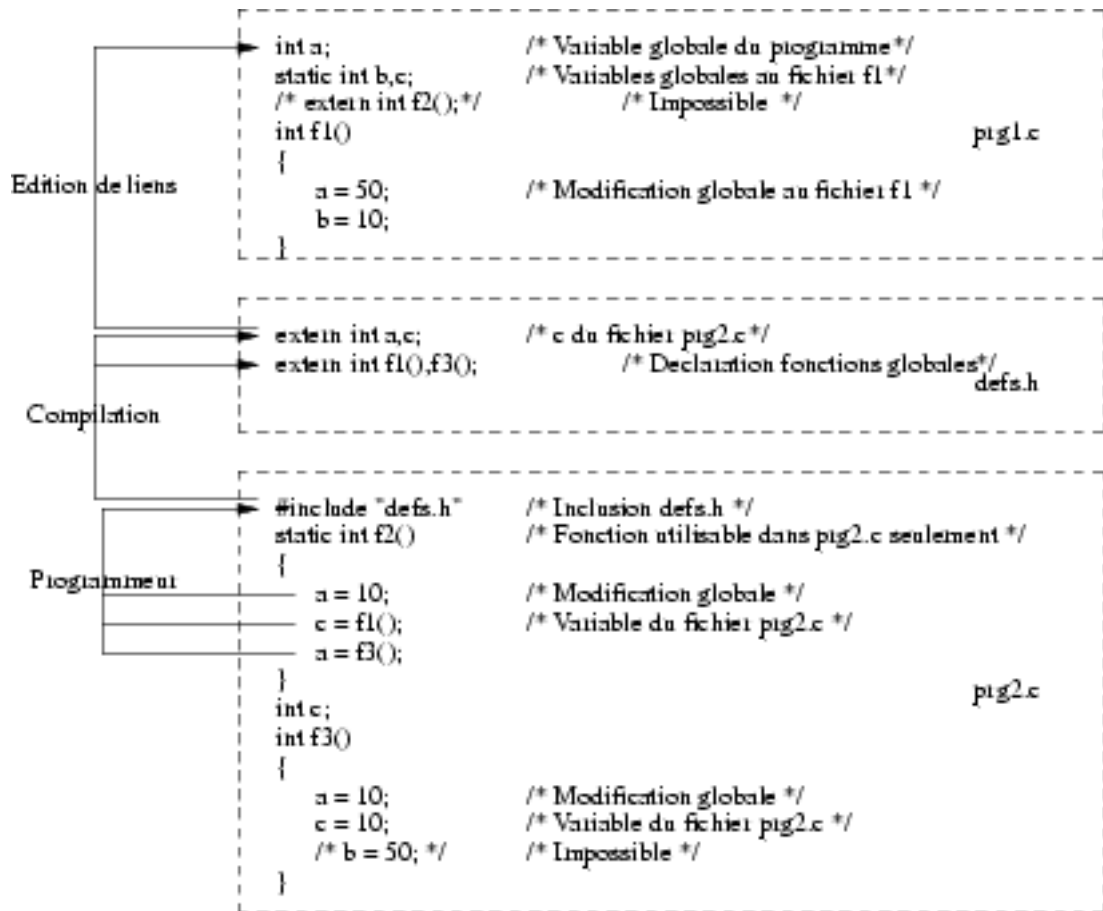 int a; /* Variable globale du programme*/
static int b,c; /* Variables globales au fichier f1*/
/* extern int f2();*/ /* Impossible */
int f1() prg1.c
{
Edition de liens
a = 50; /* Modification globale au fichier f1 */
b = 10;
}
extern int a,c; /* c du fichier prg2.c*/
extern int f1(),f3(); /* Declaration fonctions globales*/
defs.h
Compilation
#include "defs.h" /* Inclusion defs.h */
static int f2() /* Fonction utilisable dans prg2.c seulement */
{
Programmeur
a = 10; /* Modification globale */
c = f1(); /* Variable du fichier prg2.c */
a = f3();
}
prg2.c
int c;
int f3()
{
a = 10; /* Modification globale */
c = 10; /* Variable du fichier prg2.c */
/* b = 50; */ /* Impossible */
}